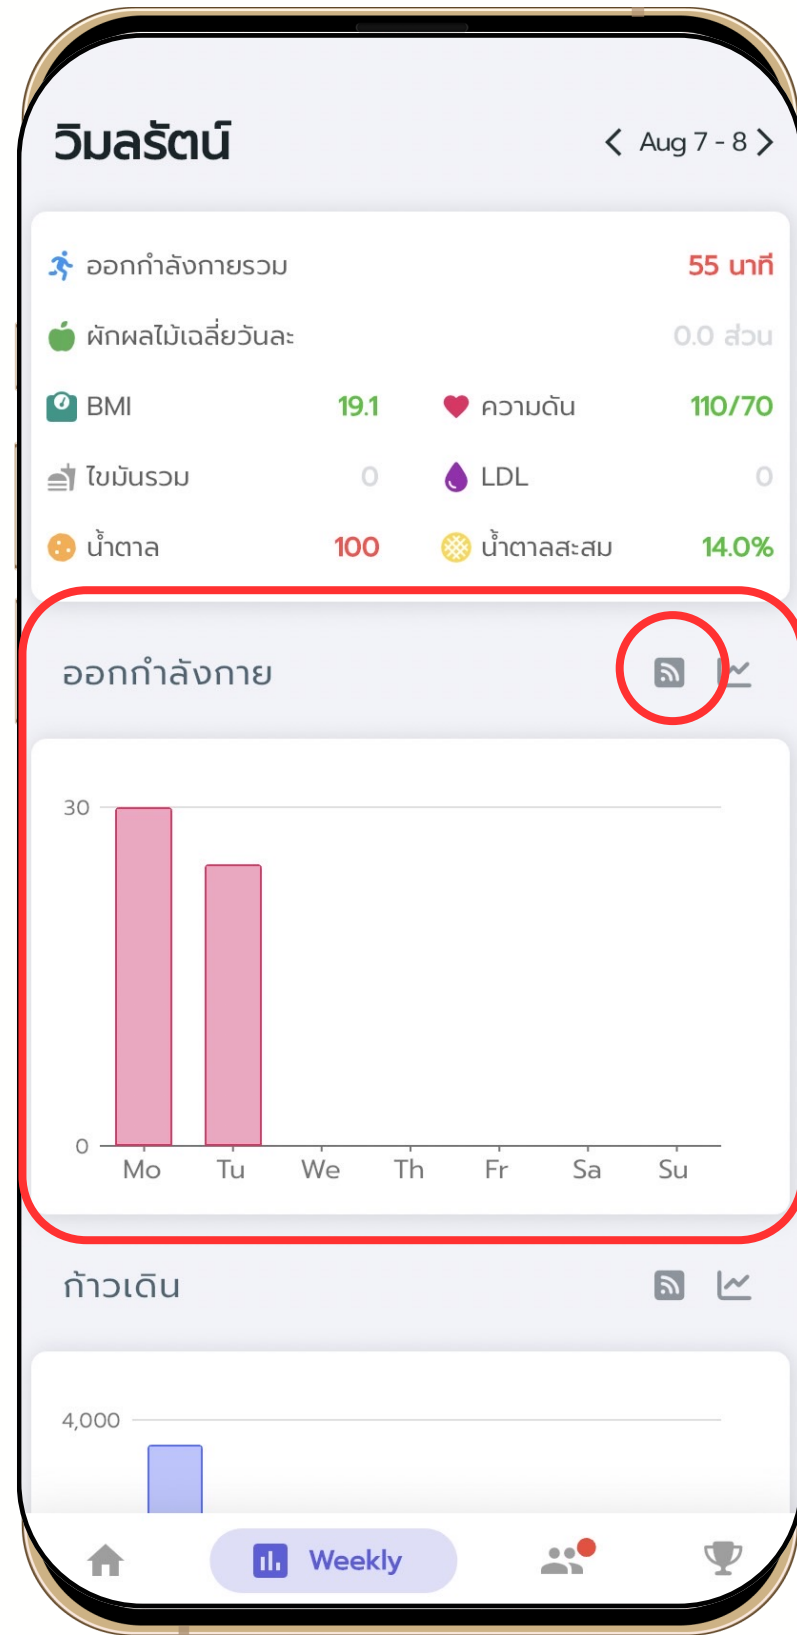 วิมลรัตน์
Aug 7 - 8
ออกกำลังกายรวม 55 นาที
ผักผลไม้เฉลี่ยวันละ 0.0 ส่วน
BMI 19.1 ความดัน 110/70
ไขมันรวม 0 LDL 0
น้ำตาล 100 น้ำตาลสะสม 14.0%
ออกกำลังกาย
30
0
Mo Tu We Th Fr Sa Su
ก้าวเดิน
4,000
Weekly